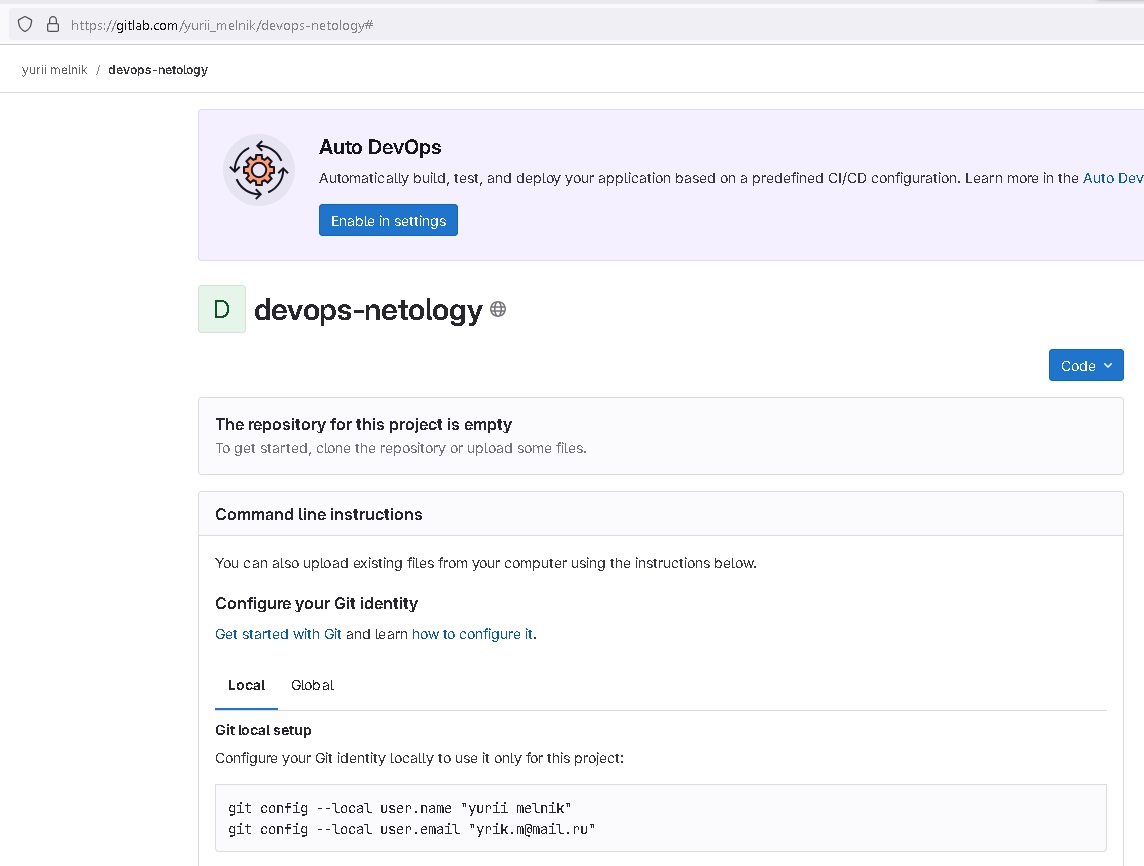 https://gitlab.com/yurii_melnik/devops-netology#
yurii melnik / devops-netology
Auto DevOps
Automatically build, test, and deploy your application based on a predefined CI/CD configuration. Learn more in the Auto Dev
Enable in settings
D devops-netology
Code
The repository for this project is empty
To get started, clone the repository or upload some files.
Command line instructions
You can also upload existing files from your computer using the instructions below.
Configure your Git identity
Get started with Git and learn how to configure it.
Local Global
Git local setup
Configure your Git identity locally to use it only for this project:
git config --local user.name "yurii melnik"
git config --local user.email "yrik.m@mail.ru"